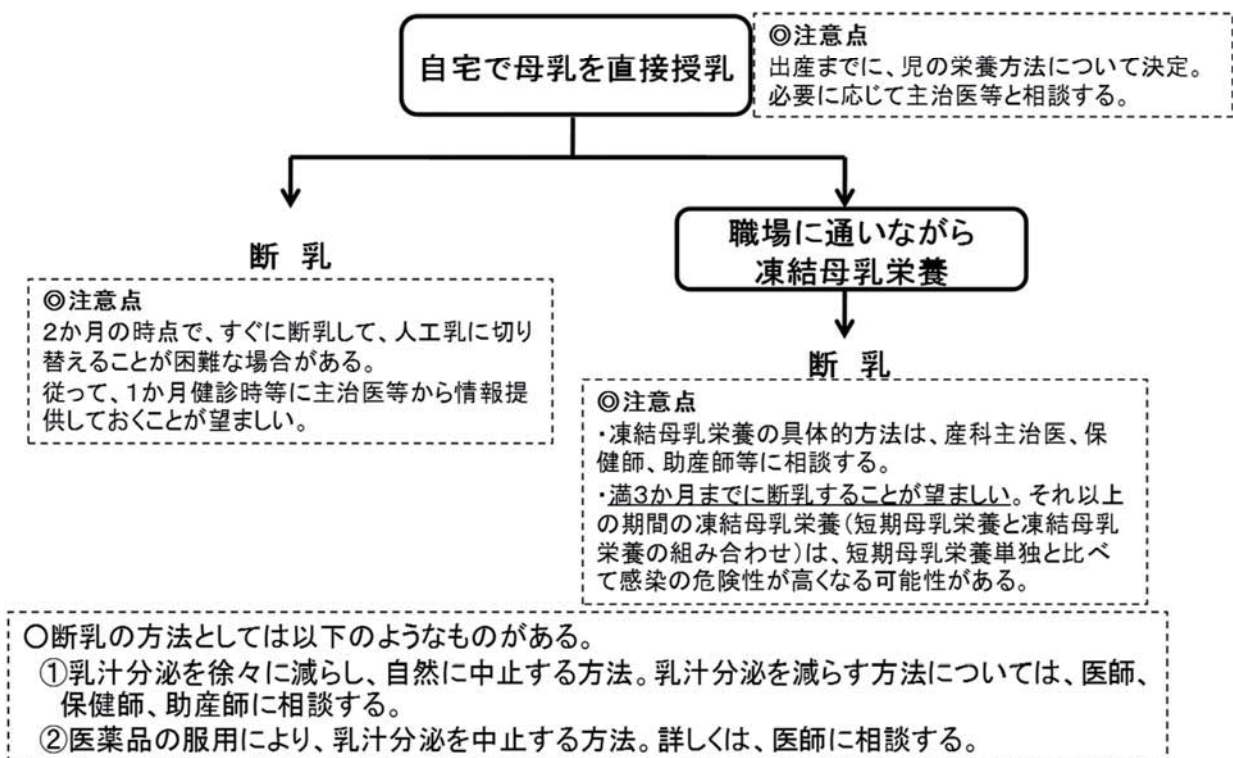 自宅で母乳を直接授乳
◎注意点
出産までに、児の栄養方法について決定。
必要に応じて主治医等と相談する。
断 乳
◎注意点
2か月の時点で、すぐに断乳して、人工乳に切り
替えることが困難な場合がある。
従って、1か月健診時等に主治医等から情報提
供しておくことが望ましい。
職場に通いながら
凍結母乳栄養
断 乳
◎注意点
・凍結母乳栄養の具体的方法は、産科主治医、保
健師、助産師等に相談する。
・満3か月までに断乳することが望ましい。それ以上
の期間の凍結母乳栄養(短期母乳栄養と凍結母乳
栄養の組み合わせ)は、短期母乳栄養単独と比べ
て感染の危険性が高くなる可能性がある。
○断乳の方法としては以下のようなものがある。
①乳汁分泌を徐々に減らし、自然に中止する方法。乳汁分泌を減らす方法については、医師、
保健師、助産師に相談する。
②医薬品の服用により、乳汁分泌を中止する方法。詳しくは、医師に相談する。